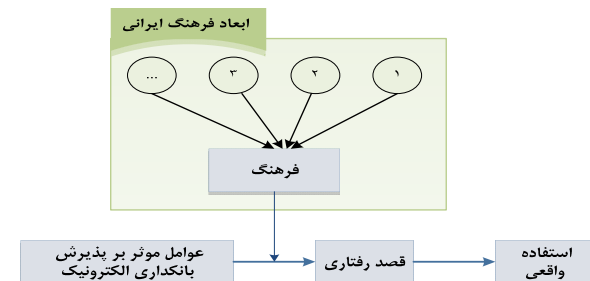 ابعاد فرهنگ ایرانی
۱
۲
۳
...
فرهنگ
عوامل موثر بر پذیرش
بانکداری الکترونیک
قصد رفتاری
استفاده
واقعی